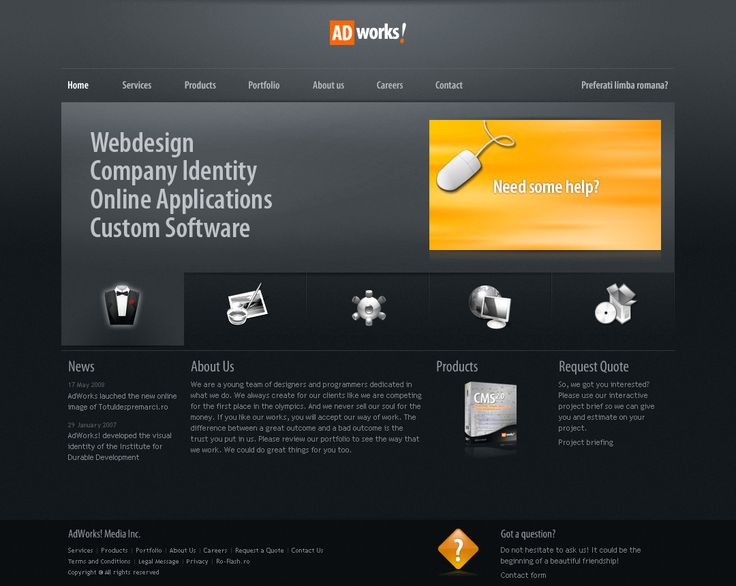 ADworks!
Home Services Products Portfolio About us Careers Contact Preferati limba romana?
Webdesign
Company Identity
Online Applications
Custom Software
Need some help?
News
17 May 2008
AdWorks lauched the new online
image of Totuldespremarci.ro
29 January 2007
AdWorks! developed the visual
identity of the Institute for
Durable Development
About Us
We are a young team of designers and programmers dedicated in
what we do. We always create for our clients like we are competing
for the first place in the olympics. And we never sell our soul for the
money. If you like our works, you will accept our way of work. The
difference between a great outcome and a bad outcome is the
trust you put in us. Please review our portfolio to see the way that
we work. We could do great things for you too.
Products
CMS 2.0
ADworks!
Request Quote
So, we got you interested?
Please use our interactive
project brief so we can give
you and estimate on your
project.
Project briefing
AdWorks! Media Inc.
Services | Products | Portfolio | About Us | Careers | Request a Quote | Contact Us
Terms and Conditions | Legal Message | Privacy | Ro-Flash.ro
Copyright @ All rights reserved
?
Got a question?
Do not hesitate to ask us! It could be the
beginning of a beautiful friendship!
Contact form